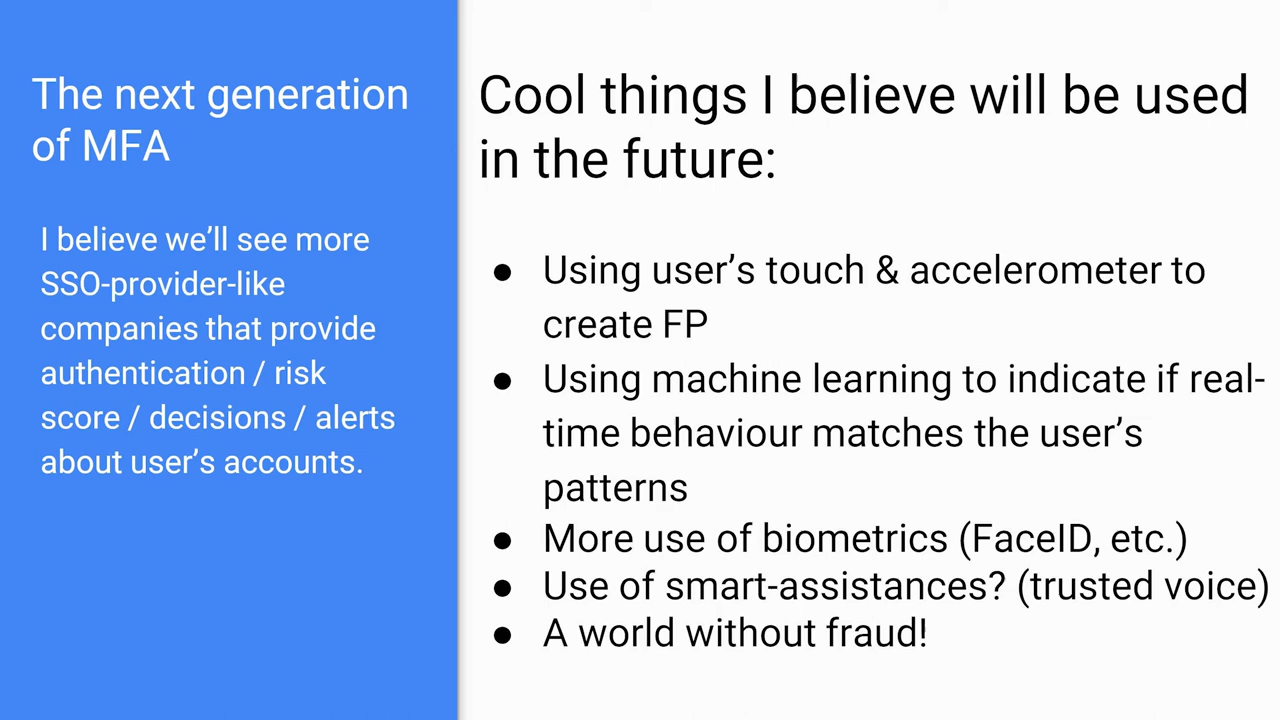 The next generation
of MFA
I believe we’ll see more
SSO-provider-like
companies that provide
authentication / risk
score / decisions / alerts
about user’s accounts.
Cool things I believe will be used
in the future:
● Using user’s touch & accelerometer to
create FP
● Using machine learning to indicate if real-
time behaviour matches the user’s
patterns
● More use of biometrics (FaceID, etc.)
● Use of smart-assistances? (trusted voice)
● A world without fraud!